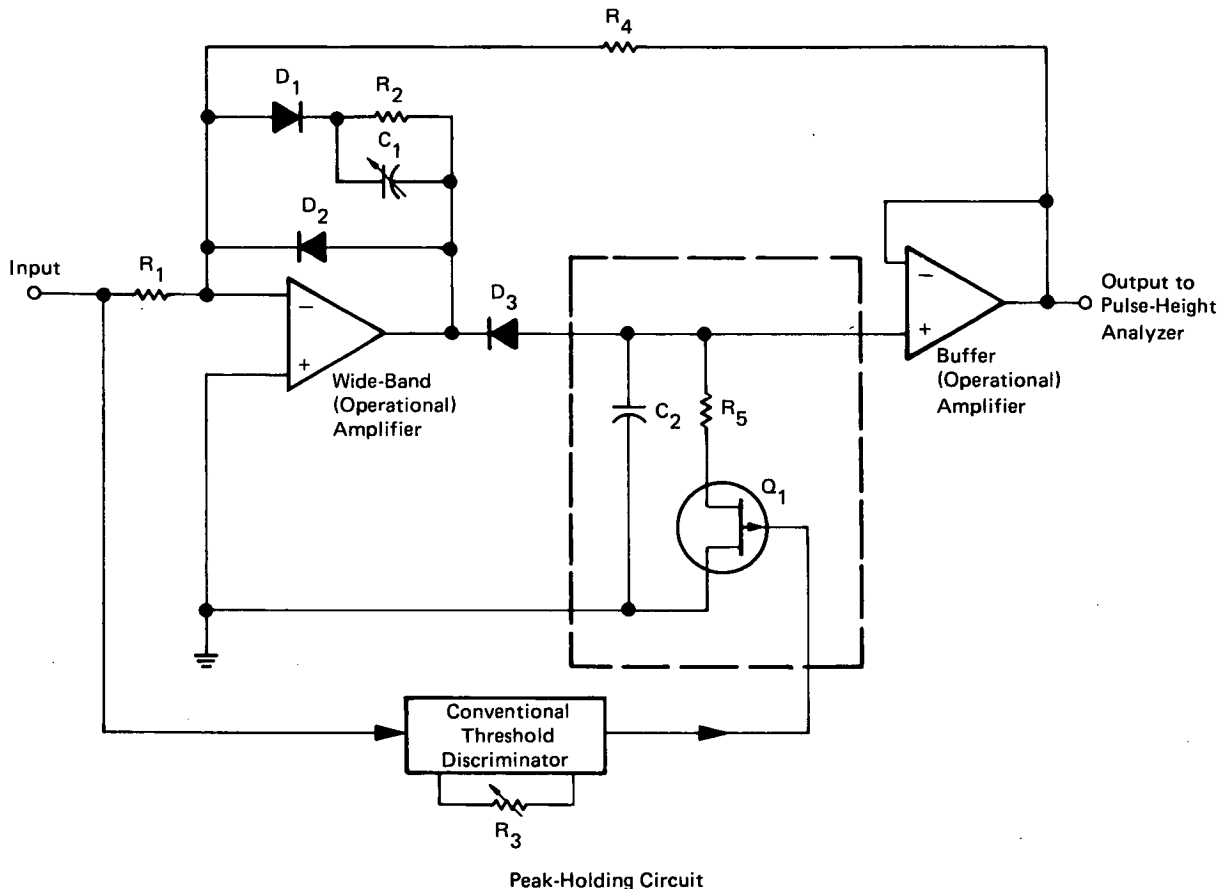 R4
D1
R2
C1
D2
Input
R1
D3
−
+
Wide-Band
(Operational)
Amplifier
C2
R5
Q1
−
+
Buffer
(Operational)
Amplifier
Output to
Pulse-Height
Analyzer
Conventional
Threshold
Discriminator
R3
Peak-Holding Circuit